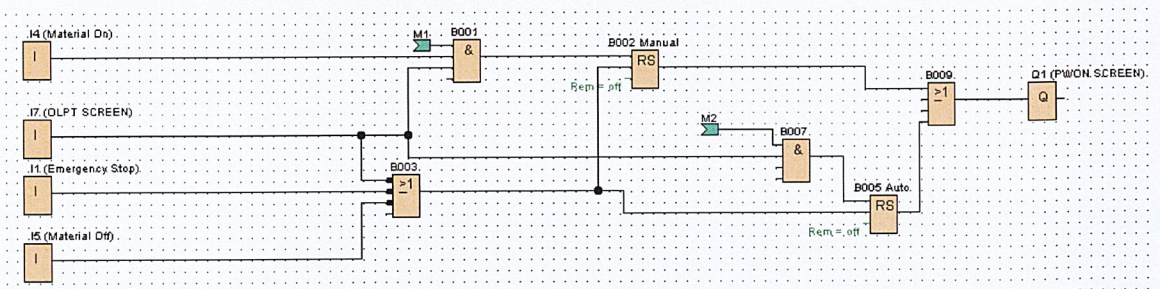 .I4 (Material On)
I
M1
B001
&
B002 Manual
RS
Rem = off
B009
≥1
Q1 (PWON.SCREEN)
Q
.I7.(OLPT SCREEN)
I
M2
B007
&
.I1 (Emergency Stop)
I
B003
≥1
B005 Auto
RS
Rem = off
.I5 (Material Off)
I